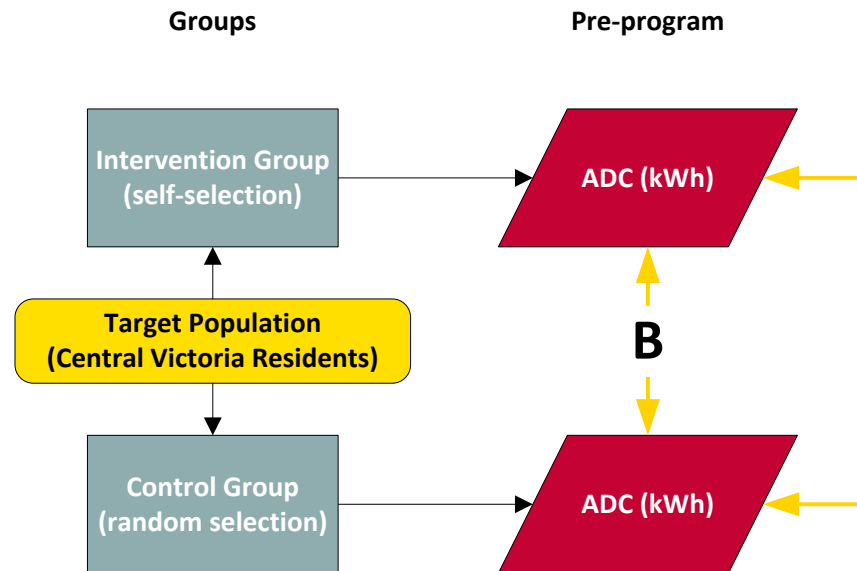 Groups
Pre-program
Intervention Group
(self-selection)
ADC (kWh)
Target Population
(Central Victoria Residents)
B
Control Group
(random selection)
ADC (kWh)